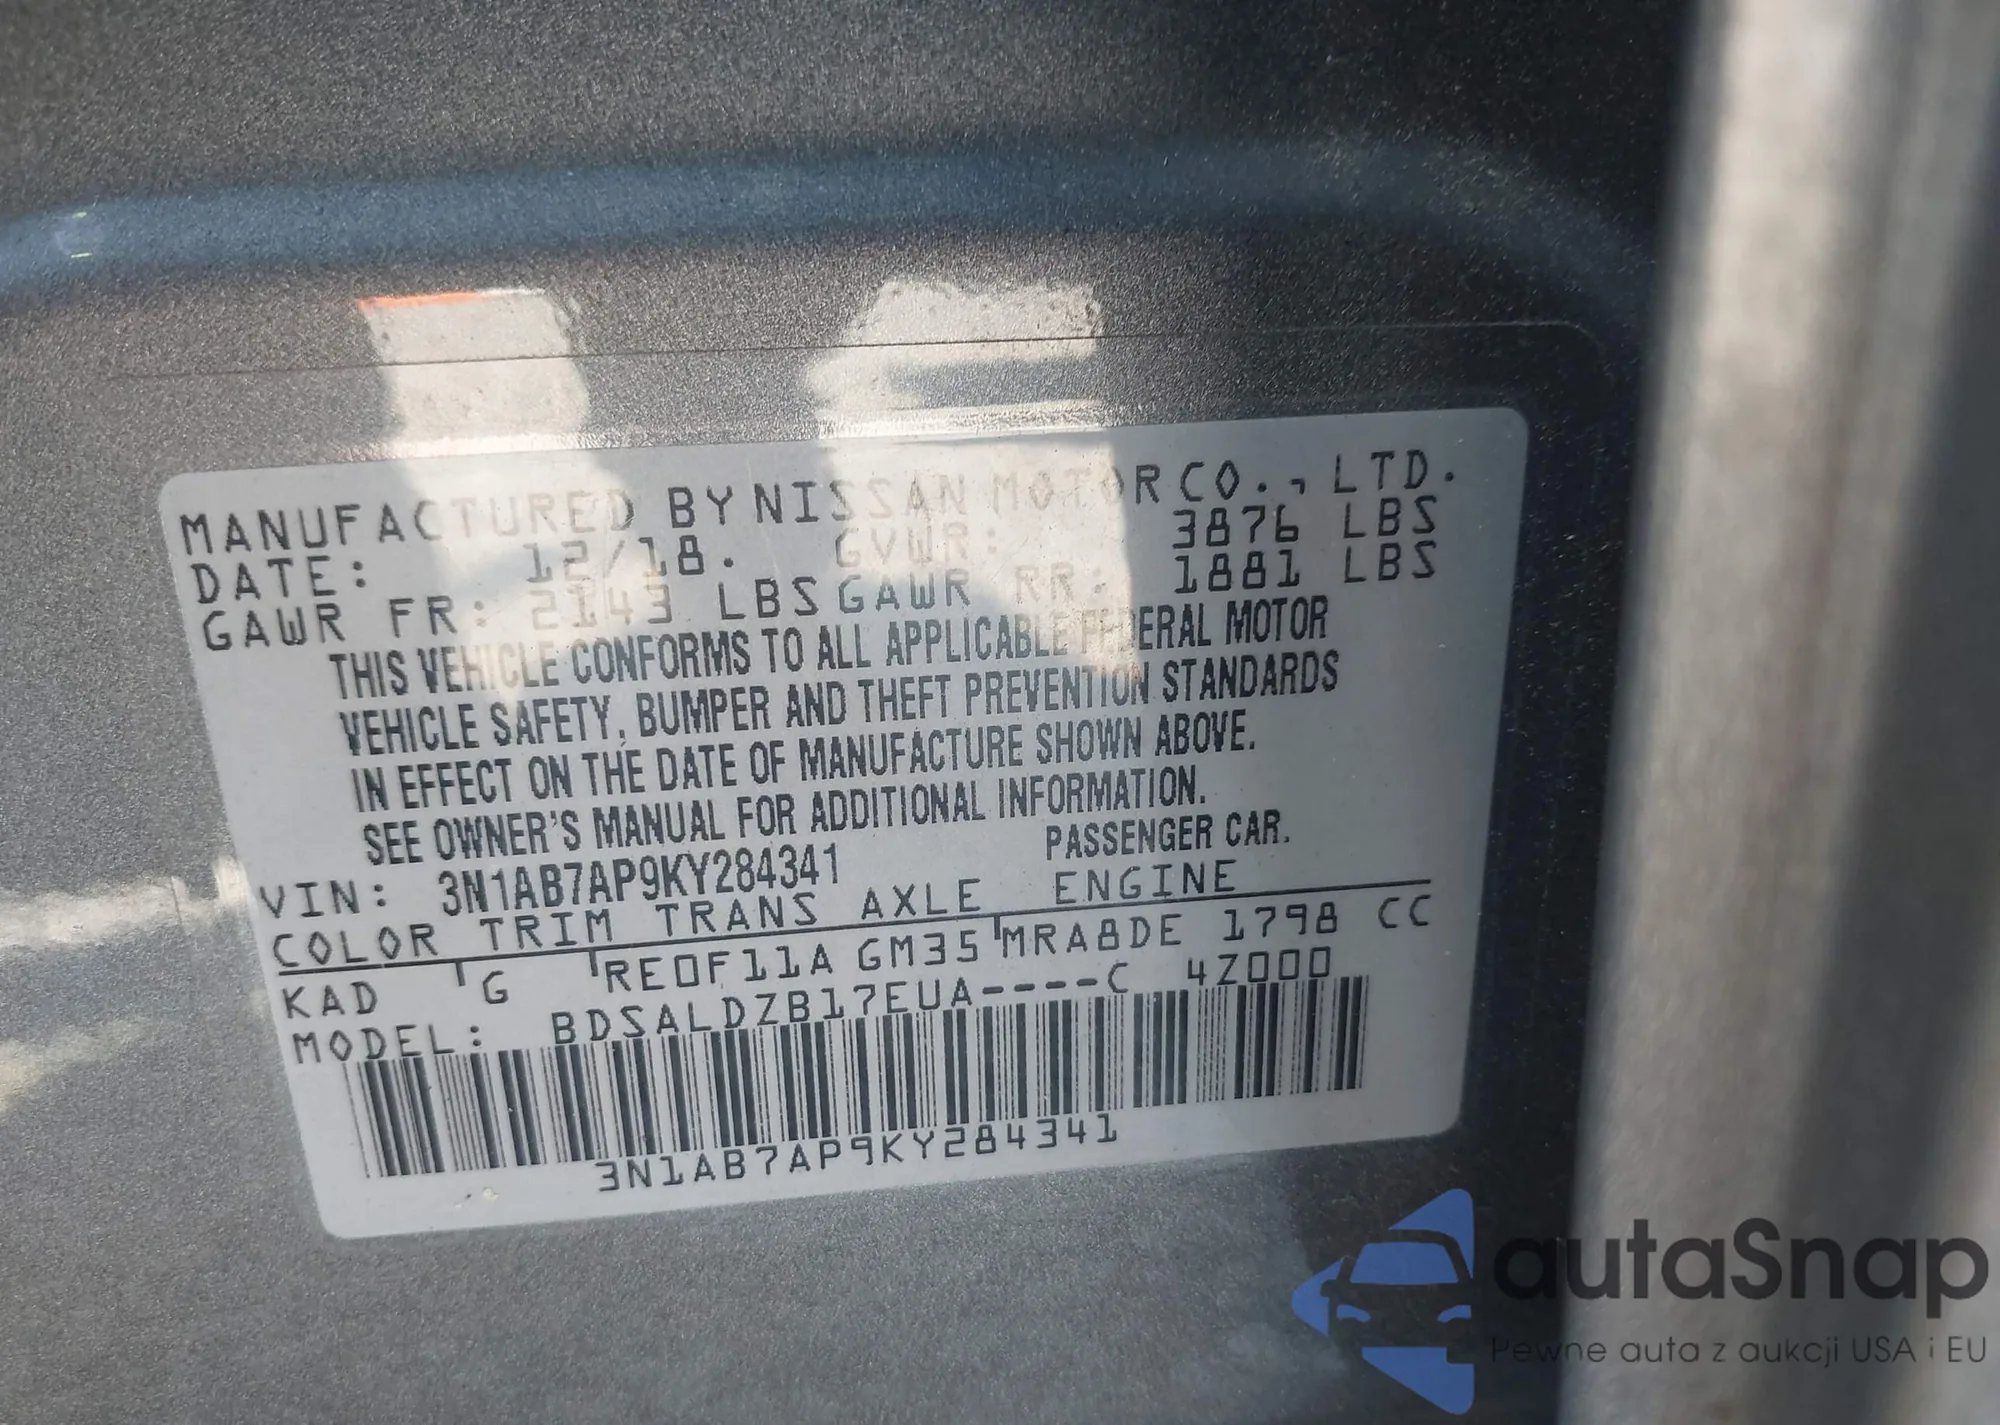 MANUFACTURED BY NISSAN MOTOR CO., LTD.
DATE: 12/18. GVWR: 3876 LBS
GAWR FR: 2143 LBS GAWR RR: 1881 LBS
THIS VEHICLE CONFORMS TO ALL APPLICABLE FEDERAL MOTOR
VEHICLE SAFETY, BUMPER AND THEFT PREVENTION STANDARDS
IN EFFECT ON THE DATE OF MANUFACTURE SHOWN ABOVE.
SEE OWNER'S MANUAL FOR ADDITIONAL INFORMATION.
PASSENGER CAR.
VIN: 3N1AB7AP9KY284341
COLOR TRIM TRANS AXLE ENGINE
KAD G RE0F11A GM35 MRA8DE 1798 CC
MODEL: BDSALDZB17EUA----C 4Z000
3N1AB7AP9KY284341
autaSnap
Pewne auta z aukcji USA i EU